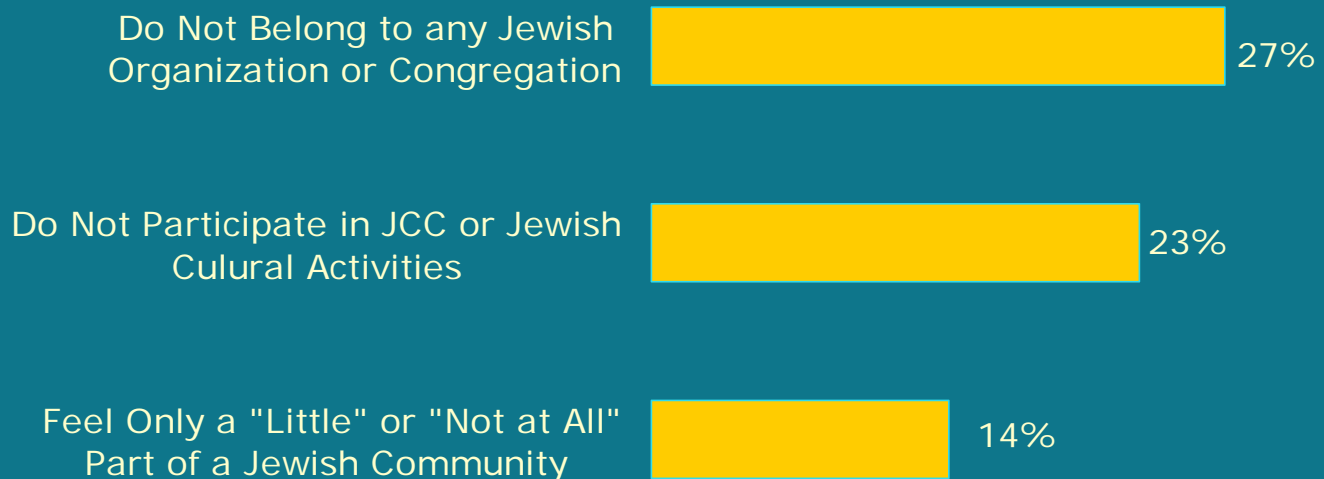 Do Not Belong to any Jewish
Organization or Congregation
27%
Do Not Participate in JCC or Jewish
Culural Activities
23%
Feel Only a "Little" or "Not at All"
Part of a Jewish Community
14%